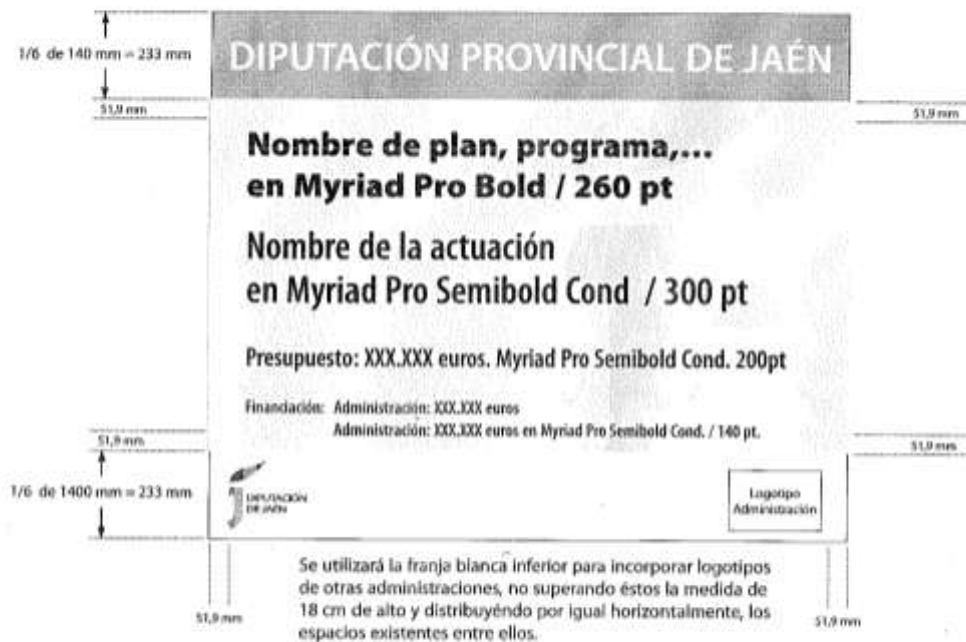 1/6 de 140 mm = 233 mm
DIPUTACIÓN PROVINCIAL DE JAÉN
51,9 mm
51,9 mm
Nombre de plan, programa,...
en Myriad Pro Bold / 260 pt
Nombre de la actuación
en Myriad Pro Semibold Cond / 300 pt
Presupuesto: XXX.XXX euros. Myriad Pro Semibold Cond. 200pt
Financiación: Administración: XXX.XXX euros
Administración: XXX.XXX euros en Myriad Pro Semibold Cond. / 140 pt.
51,9 mm
51,9 mm
1/6 de 1400 mm = 233 mm
DIPUTACIÓN
DE JAÉN
Logotipo
Administración
Se utilizará la franja blanca inferior para incorporar logotipos
de otras administraciones, no superando éstos la medida de
18 cm de alto y distribuyéndo por igual horizontalmente, los
espacios existentes entre ellos.
51,9 mm
51,9 mm